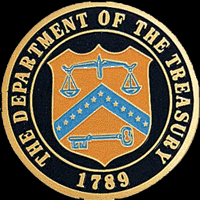 THE DEPARTMENT OF THE TREASURY
1789